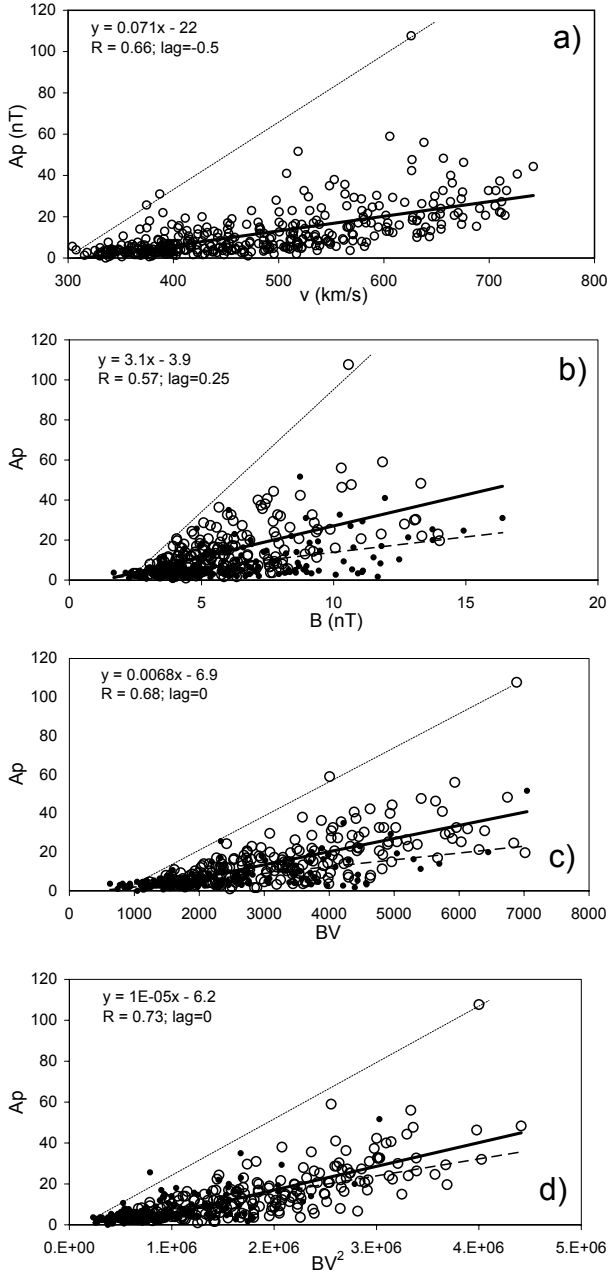 y = 0.071x - 22
R = 0.66; lag=-0.5
a)
Ap (nT)
120
100
80
60
40
20
0
300 400 500 600 700 800
v (km/s)
y = 3.1x - 3.9
R = 0.57; lag=0.25
b)
Ap
120
100
80
60
40
20
0
0 5 10 15 20
B (nT)
y = 0.0068x - 6.9
R = 0.68; lag=0
c)
Ap
120
100
80
60
40
20
0
0 1000 2000 3000 4000 5000 6000 7000 8000
BV
y = 1E-05x - 6.2
R = 0.73; lag=0
d)
Ap
120
100
80
60
40
20
0
0.E+00 1.E+06 2.E+06 3.E+06 4.E+06 5.E+06
BV²